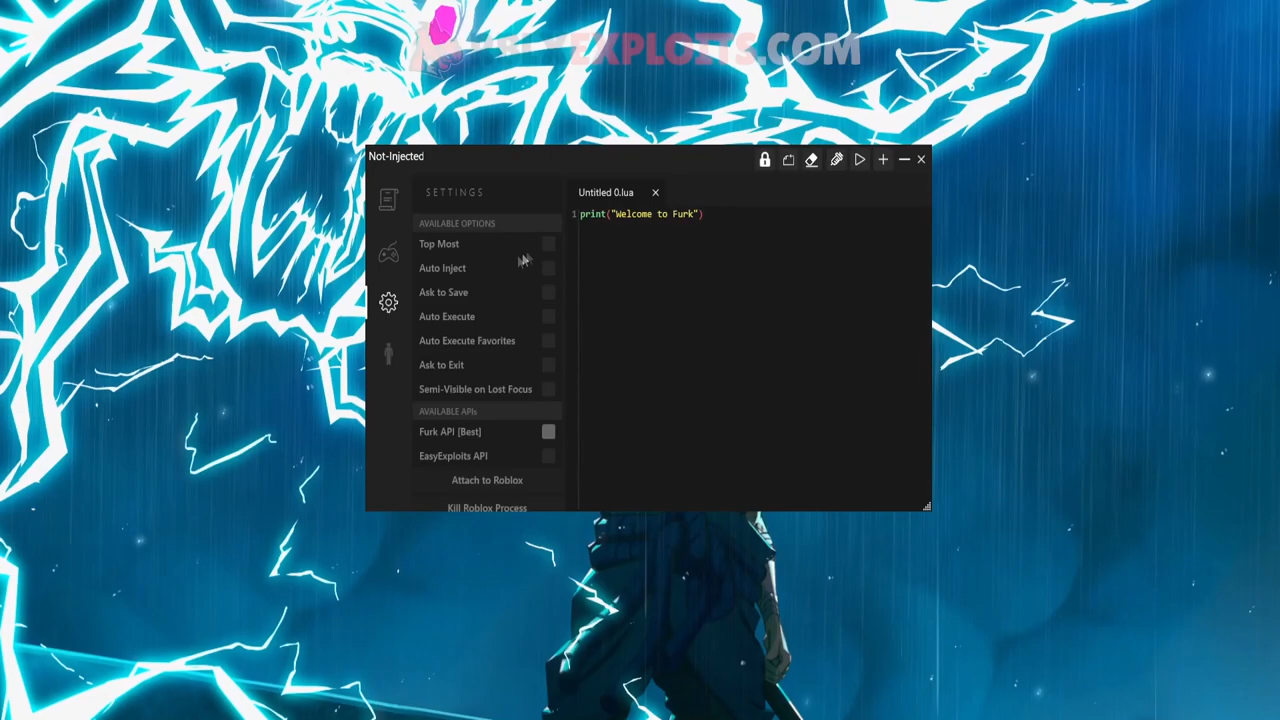 EXPLOITS.COM
Not-Injected
SETTINGS
Untitled 0.lua
AVAILABLE OPTIONS
1 print("Welcome to Furk")
Top Most
Auto Inject
Ask to Save
Auto Execute
Auto Execute Favorites
Ask to Exit
Semi-Visible on Lost Focus
AVAILABLE APIs
Furk API [Best]
EasyExploits API
Attach to Roblox
Kill Roblox Process